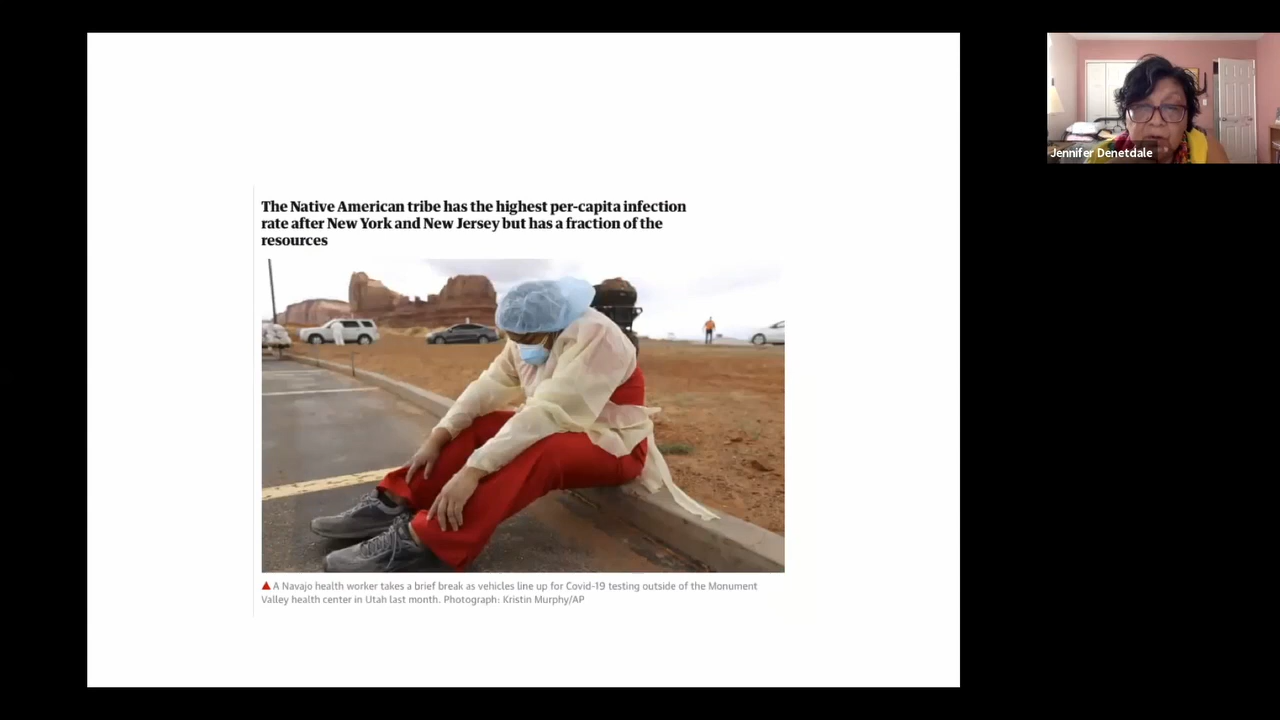 The Native American tribe has the highest per-capita infection
rate after New York and New Jersey but has a fraction of the
resources
▲ A Navajo health worker takes a brief break as vehicles line up for Covid-19 testing outside of the Monument
Valley health center in Utah last month. Photograph: Kristin Murphy/AP
Jennifer Denetdale